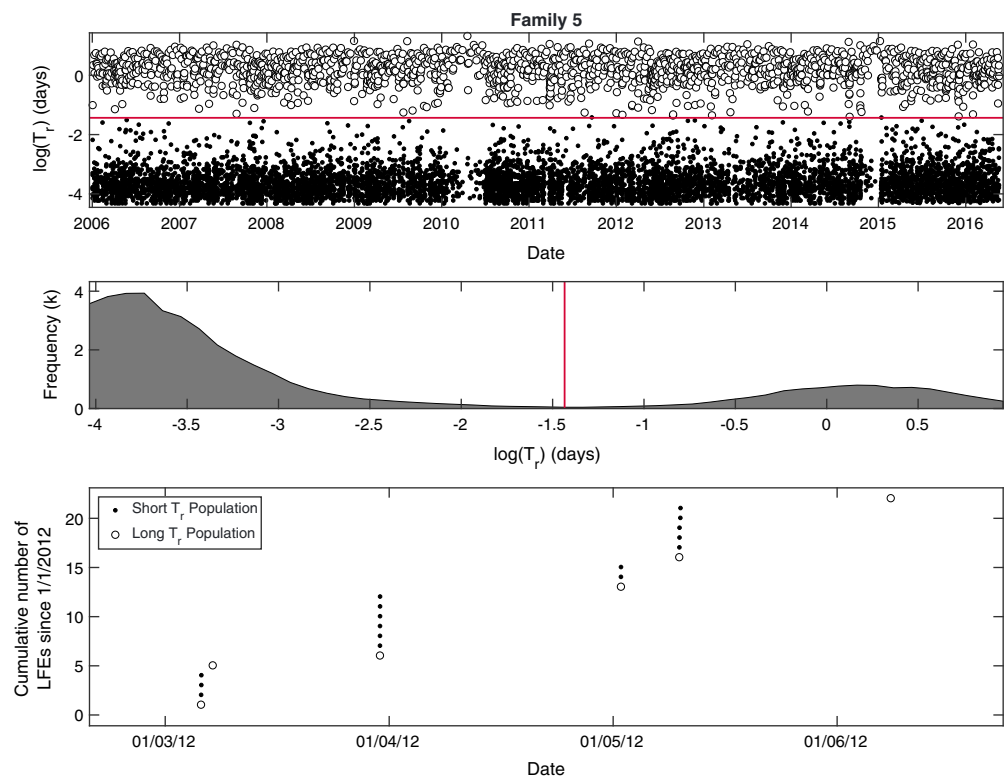 Family 5
log(T_r) (days)
0
-2
-4
2006 2007 2008 2009 2010 2011 2012 2013 2014 2015 2016
Date
Frequency (k)
4
2
0
-4 -3.5 -3 -2.5 -2 -1.5 -1 -0.5 0 0.5
log(T_r) (days)
Cumulative number of
LFEs since 1/1/2012
20
15
10
5
0
Short T_r Population
Long T_r Population
01/03/12 01/04/12 01/05/12 01/06/12
Date